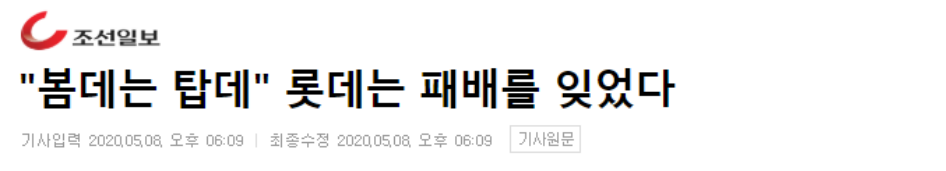 조선일보
"봄데는 탑데" 롯데는 패배를 잊었다
기사입력 2020.05.08. 오후 06:09 | 최종수정 2020.05.08. 오후 06:09 기사원문